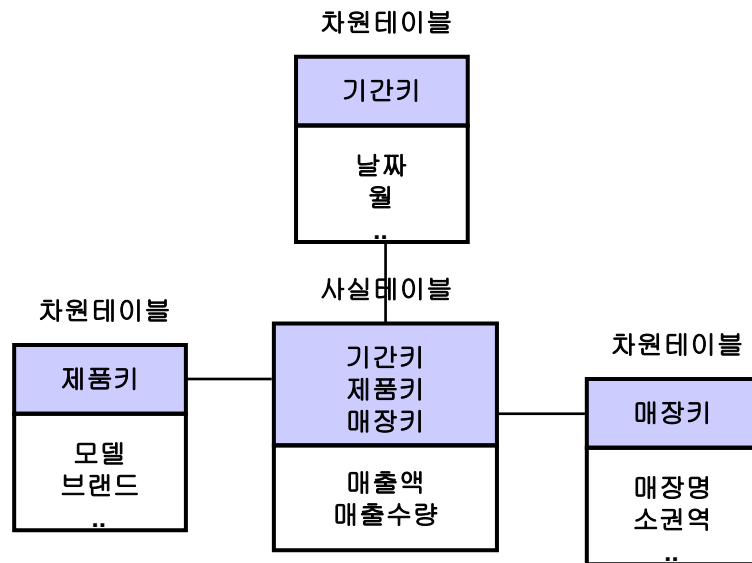 차원테이블
기간키
날짜
월
..
사실테이블
기간키
제품키
매장키
매출액
매출수량
차원테이블
제품키
모델
브랜드
..
차원테이블
매장키
매장명
소권역
..